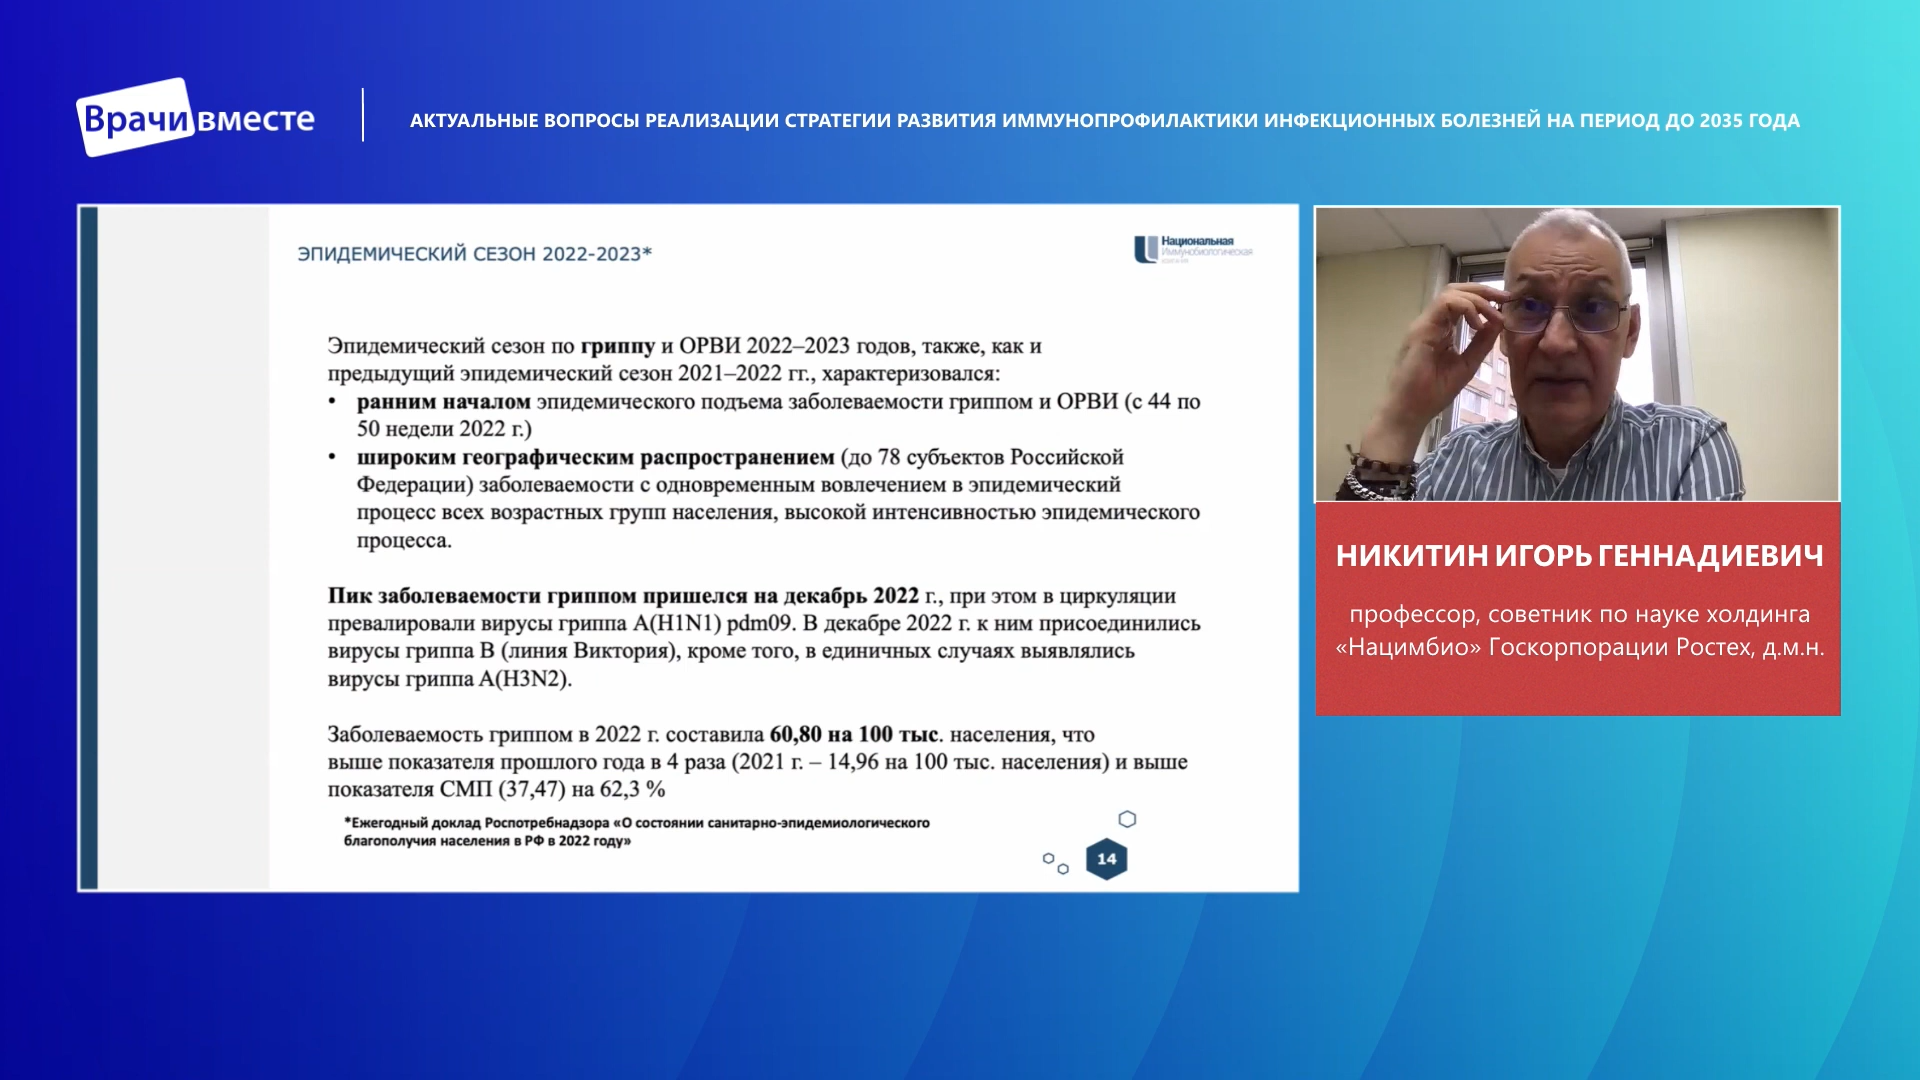 Врачи вместе
АКТУАЛЬНЫЕ ВОПРОСЫ РЕАЛИЗАЦИИ СТРАТЕГИИ РАЗВИТИЯ ИММУНОПРОФИЛАКТИКИ ИНФЕКЦИОННЫХ БОЛЕЗНЕЙ НА ПЕРИОД ДО 2035 ГОДА
ЭПИДЕМИЧЕСКИЙ СЕЗОН 2022-2023*
Национальная
Иммунобиологическая
Эпидемический сезон по гриппу и ОРВИ 2022–2023 годов, также, как и
предыдущий эпидемический сезон 2021–2022 гг., характеризовался:
• ранним началом эпидемического подъема заболеваемости гриппом и ОРВИ (с 44 по
50 недели 2022 г.)
• широким географическим распространением (до 78 субъектов Российской
Федерации) заболеваемости с одновременным вовлечением в эпидемический
процесс всех возрастных групп населения, высокой интенсивностью эпидемического
процесса.
Пик заболеваемости гриппом пришелся на декабрь 2022 г., при этом в циркуляции
превалировали вирусы гриппа A(H1N1) pdm09. В декабре 2022 г. к ним присоединились
вирусы гриппа В (линия Виктория), кроме того, в единичных случаях выявлялись
вирусы гриппа A(H3N2).
Заболеваемость гриппом в 2022 г. составила 60,80 на 100 тыс. населения, что
выше показателя прошлого года в 4 раза (2021 г. – 14,96 на 100 тыс. населения) и выше
показателя СМП (37,47) на 62,3 %
*Ежегодный доклад Роспотребнадзора «О состоянии санитарно-эпидемиологического
благополучия населения в РФ в 2022 году»
14
НИКИТИН ИГОРЬ ГЕННАДИЕВИЧ
профессор, советник по науке холдинга
«Нацимбио» Госкорпорации Ростех, д.м.н.